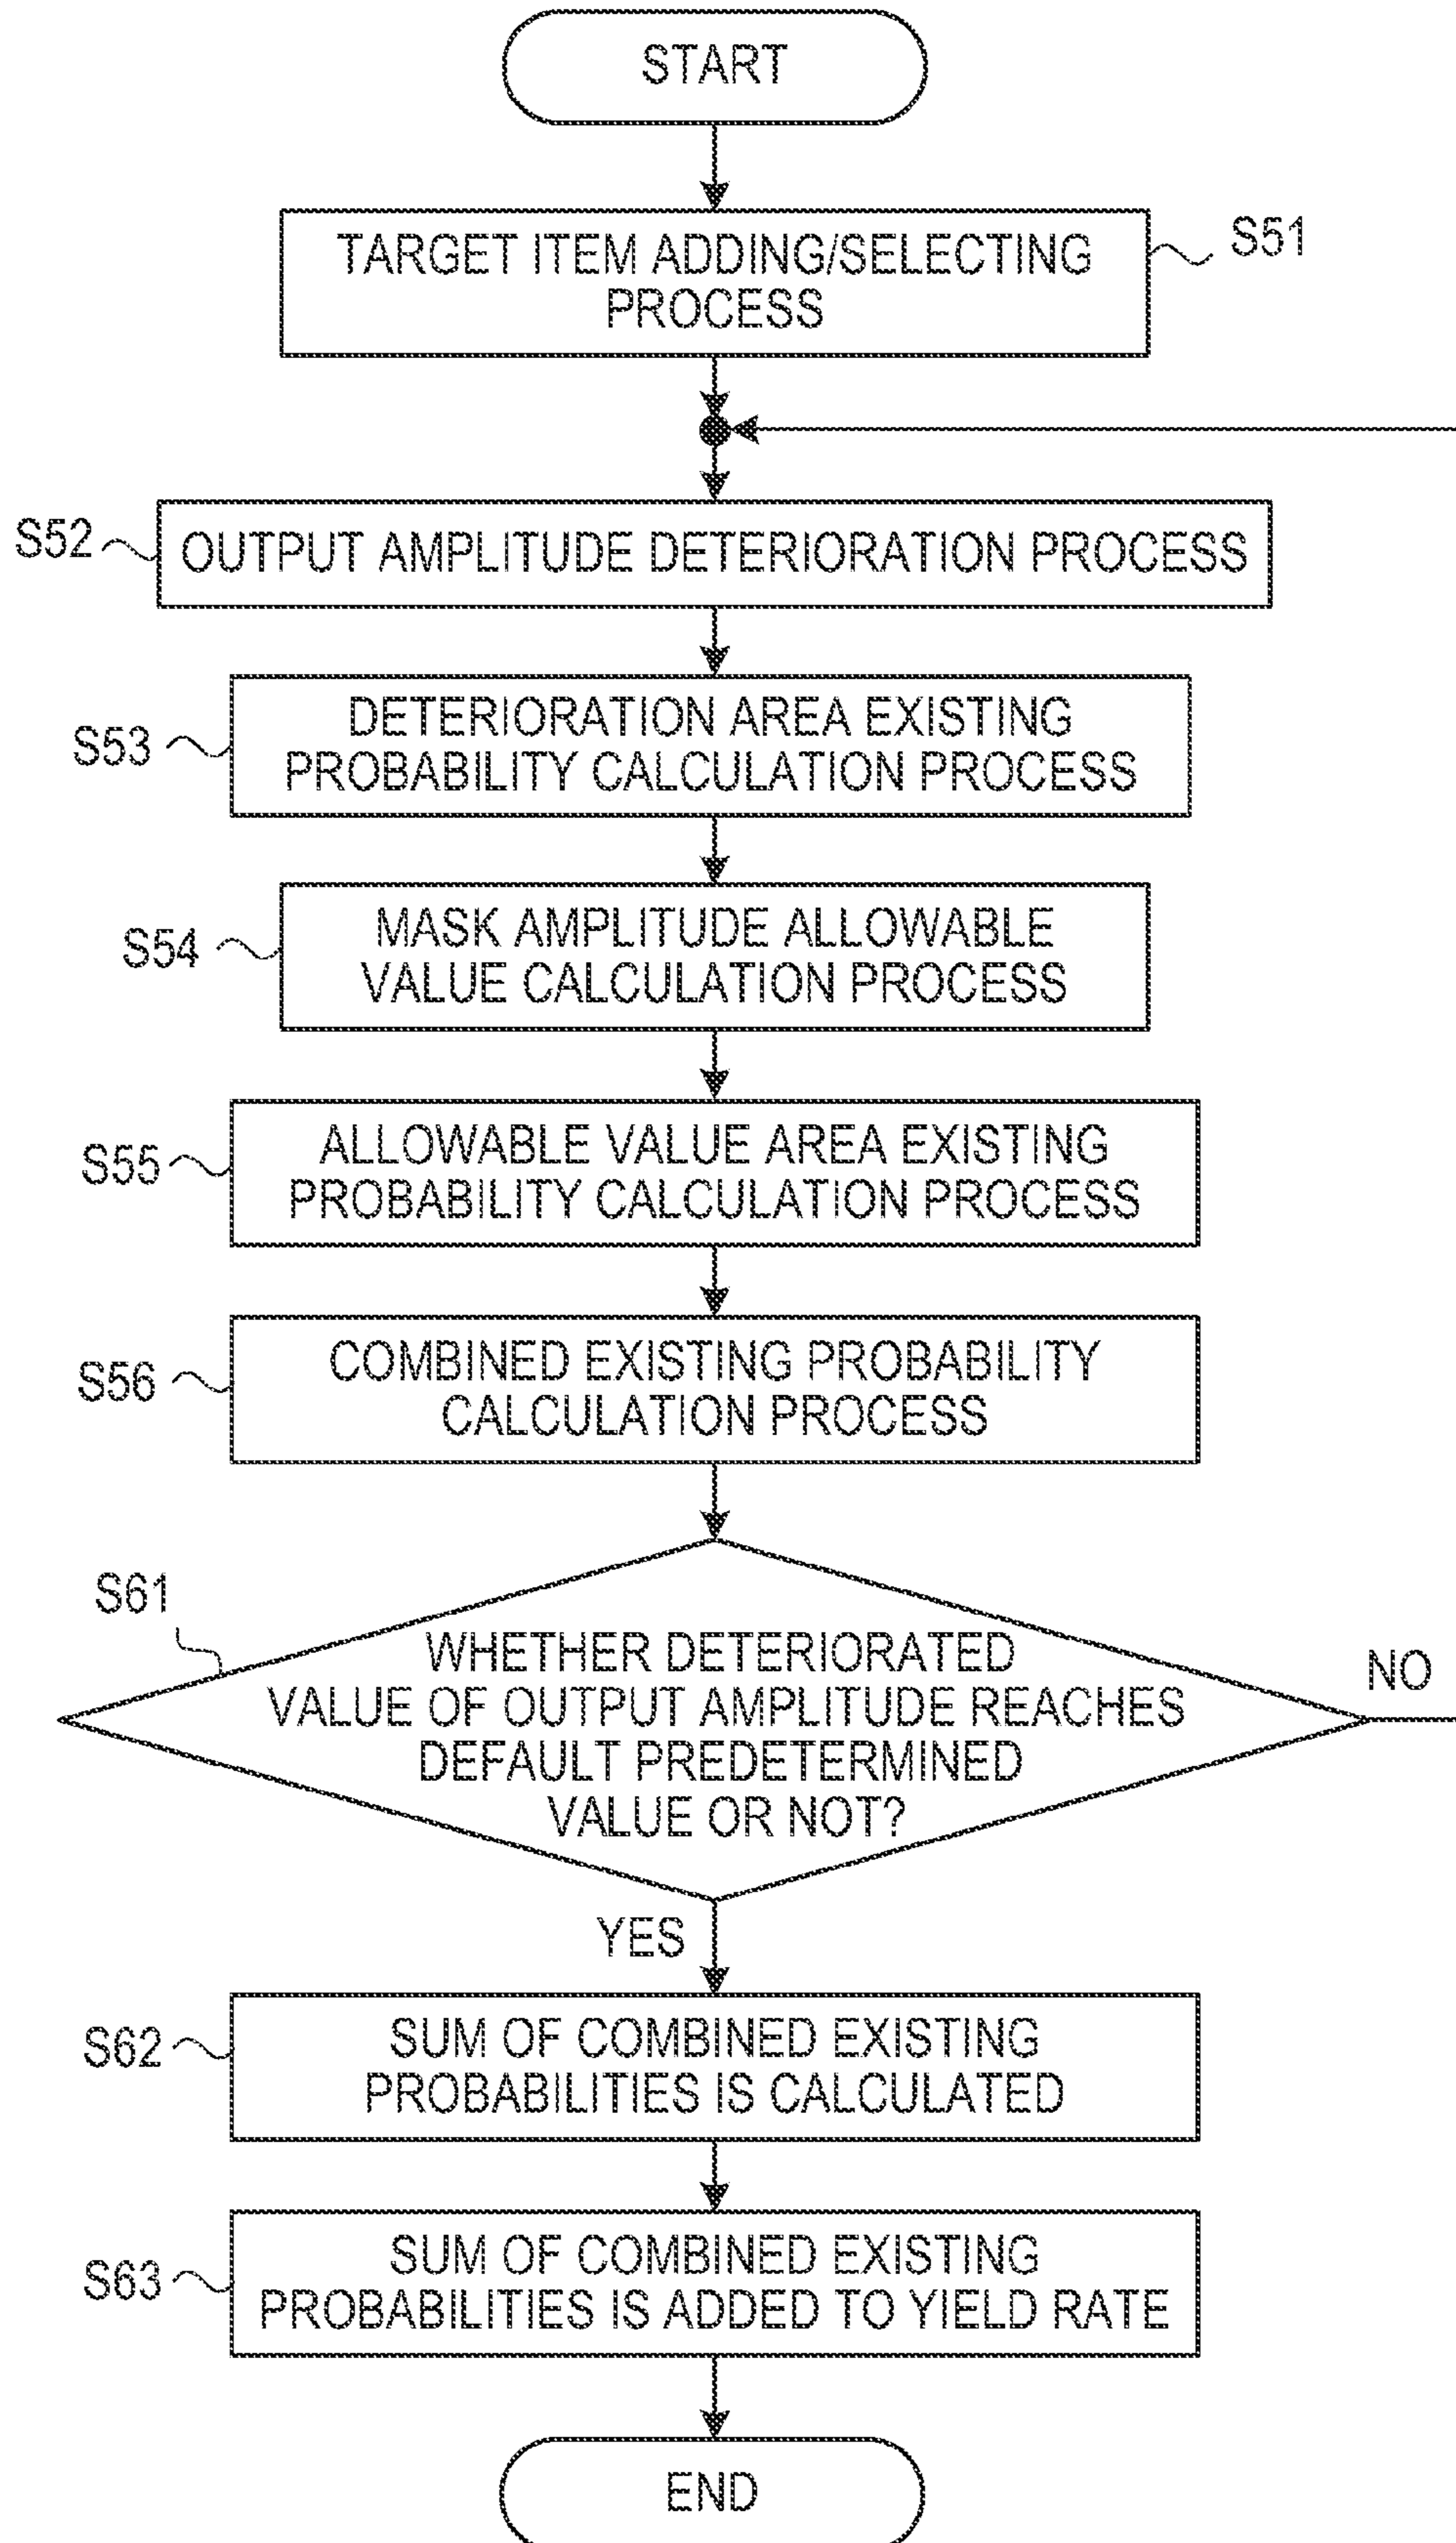 START
TARGET ITEM ADDING/SELECTING
PROCESS
S51
S52
OUTPUT AMPLITUDE DETERIORATION PROCESS
S53
DETERIORATION AREA EXISTING
PROBABILITY CALCULATION PROCESS
S54
MASK AMPLITUDE ALLOWABLE
VALUE CALCULATION PROCESS
S55
ALLOWABLE VALUE AREA EXISTING
PROBABILITY CALCULATION PROCESS
S56
COMBINED EXISTING PROBABILITY
CALCULATION PROCESS
S61
WHETHER DETERIORATED
VALUE OF OUTPUT AMPLITUDE REACHES
DEFAULT PREDETERMINED
VALUE OR NOT?
NO
YES
S62
SUM OF COMBINED EXISTING
PROBABILITIES IS CALCULATED
S63
SUM OF COMBINED EXISTING
PROBABILITIES IS ADDED TO YIELD RATE
END